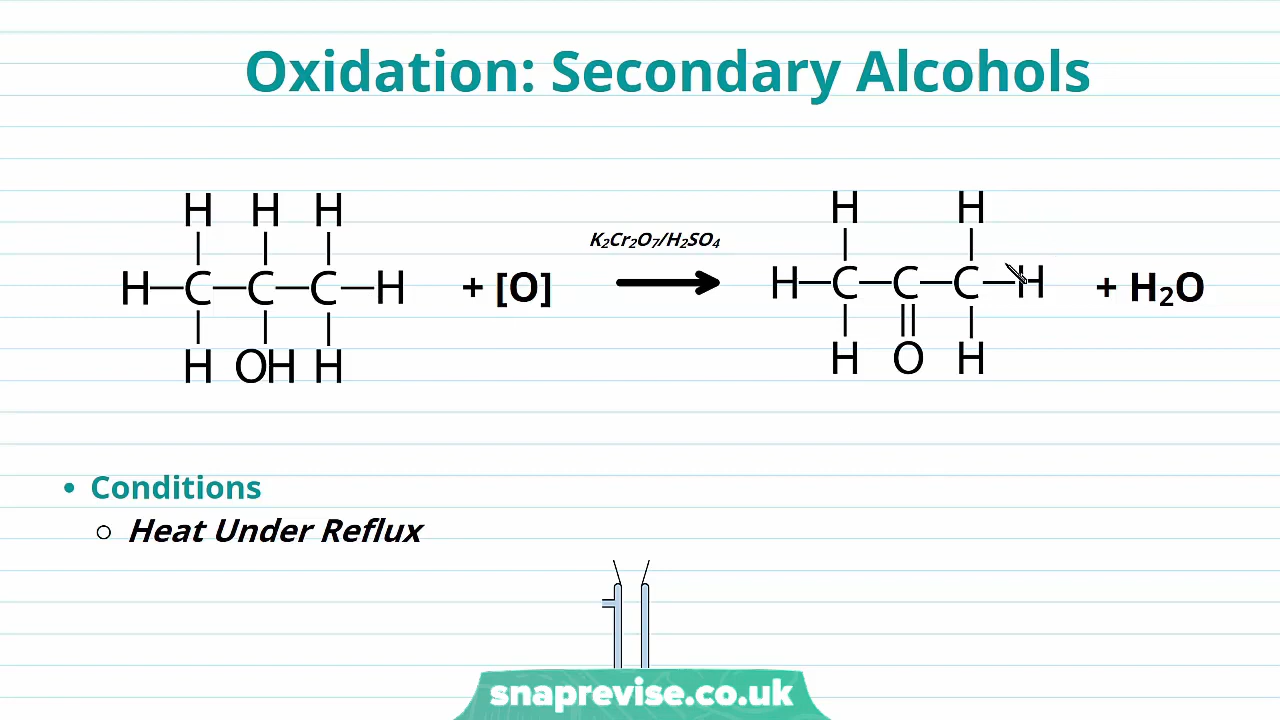 Oxidation: Secondary Alcohols
H H H H H
K₂Cr₂O₇/H₂SO₄
H C C C H + [O] H C C C H + H₂O
H OH H H O H
• Conditions
○ Heat Under Reflux
snaprevise.co.uk